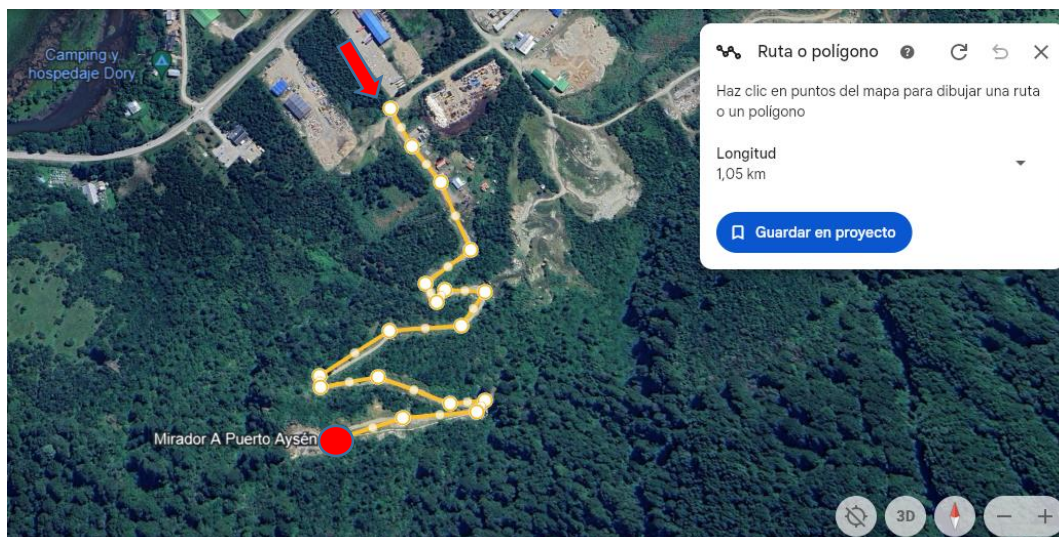 Camping y
hospedaje Dory
Mirador A Puerto Aysén
Ruta o polígono
Haz clic en puntos del mapa para dibujar una ruta
o un polígono
Longitud
1,05 km
Guardar en proyecto
3D